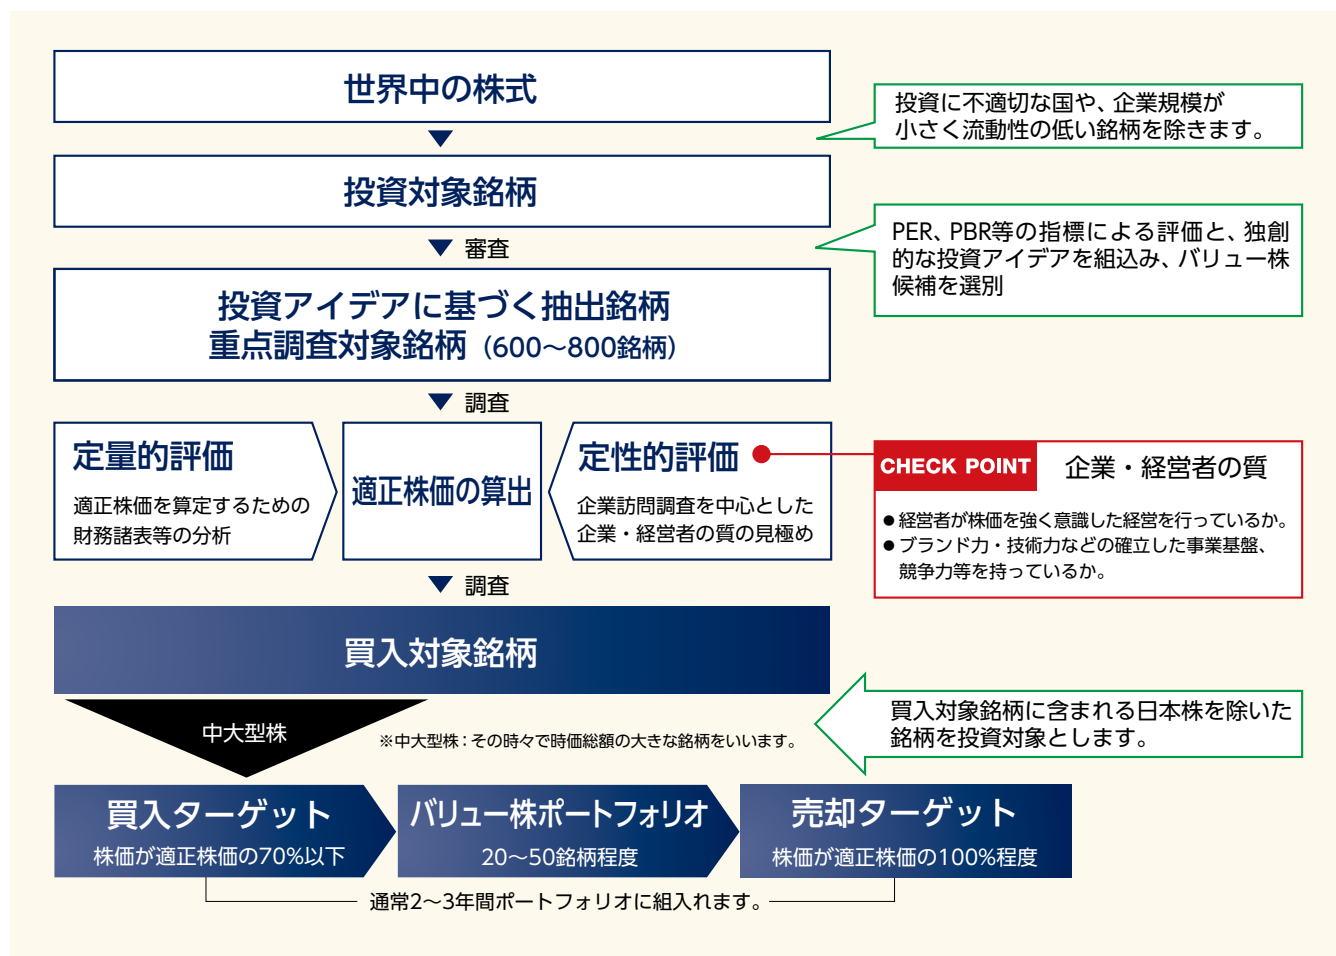 世界中の株式
投資に不適切な国や、企業規模が
小さく流動性の低い銘柄を除きます。
投資対象銘柄
審査
PER、PBR等の指標による評価と、独創
的な投資アイデアを組込み、バリュー株
候補を選別
投資アイデアに基づく抽出銘柄
重点調査対象銘柄（600〜800銘柄）
調査
定量的評価
適正株価を算定するための
財務諸表等の分析
適正株価の算出
定性的評価
企業訪問調査を中心とした
企業・経営者の質の見極め
CHECK POINT 企業・経営者の質
●経営者が株価を強く意識した経営を行っているか。
●ブランド力・技術力などの確立した事業基盤、
競争力等を持っているか。
調査
買入対象銘柄
中大型株
※中大型株：その時々で時価総額の大きな銘柄をいいます。
買入対象銘柄に含まれる日本株を除いた
銘柄を投資対象とします。
買入ターゲット
株価が適正株価の70%以下
バリュー株ポートフォリオ
20〜50銘柄程度
売却ターゲット
株価が適正株価の100%程度
通常2〜3年間ポートフォリオに組入れます。